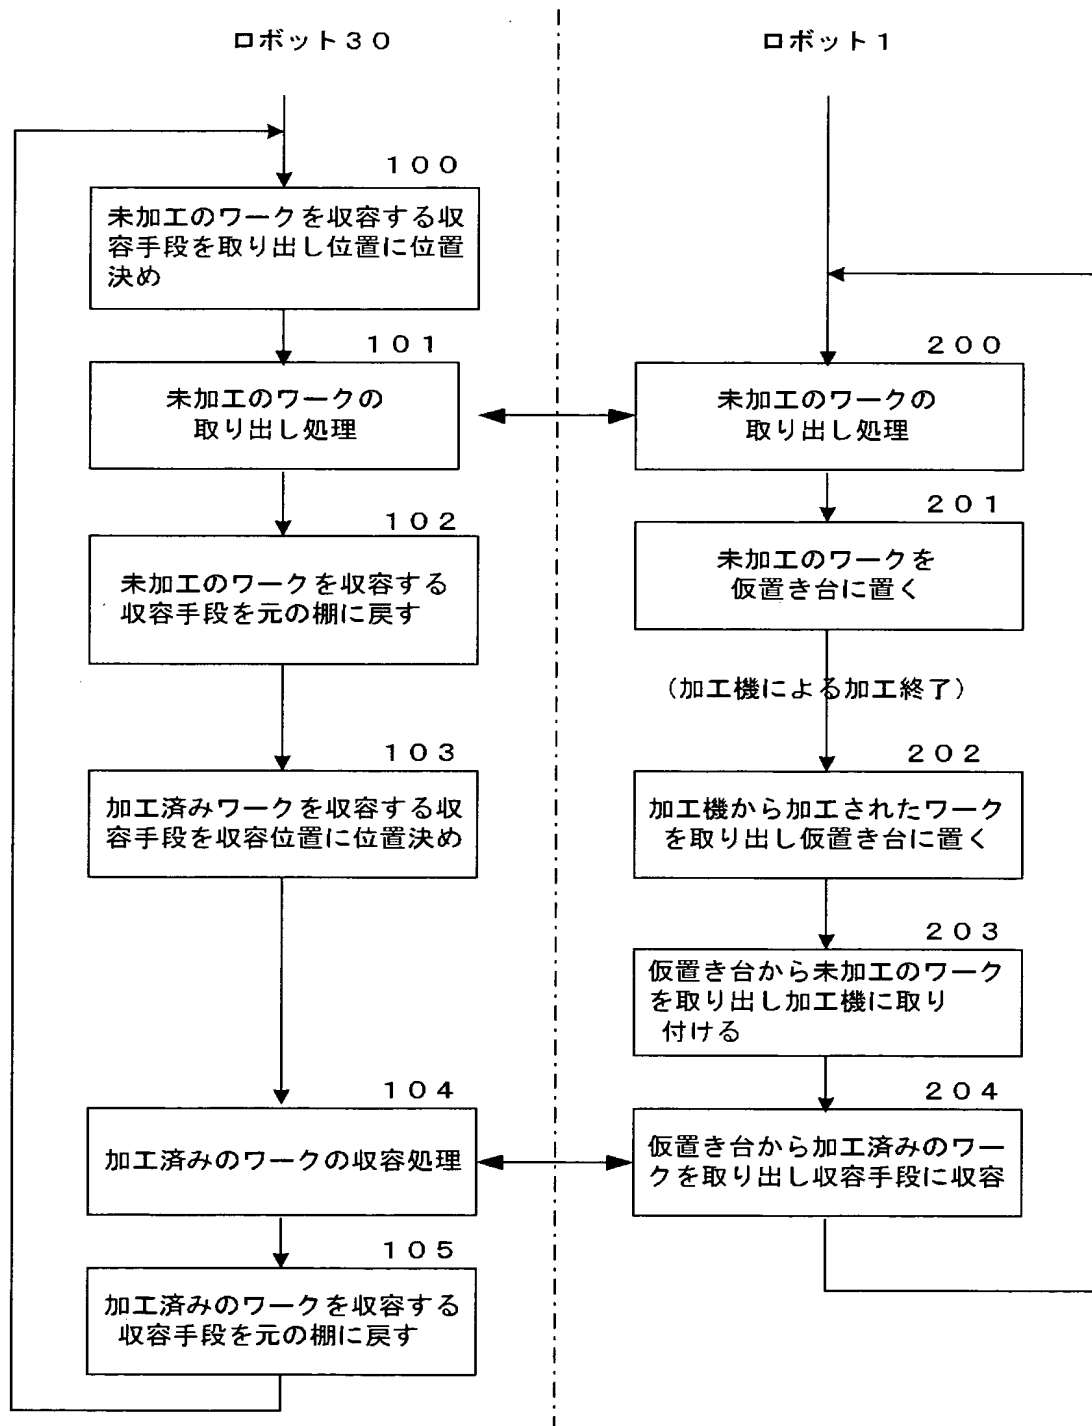 ロボット30
100
未加工のワークを収容する収
容手段を取り出し位置に位置
決め
101
未加工のワークの
取り出し処理
102
未加工のワークを収容する
収容手段を元の棚に戻す
103
加工済みワークを収容する収
容手段を収容位置に位置決め
104
加工済みのワークの収容処理
105
加工済みのワークを収容する
収容手段を元の棚に戻す
ロボット1
200
未加工のワークの
取り出し処理
201
未加工のワークを
仮置き台に置く
(加工機による加工終了)
202
加工機から加工されたワーク
を取り出し仮置き台に置く
203
仮置き台から未加工のワーク
を取り出し加工機に取り
付ける
204
仮置き台から加工済みのワー
クを取り出し収容手段に収容